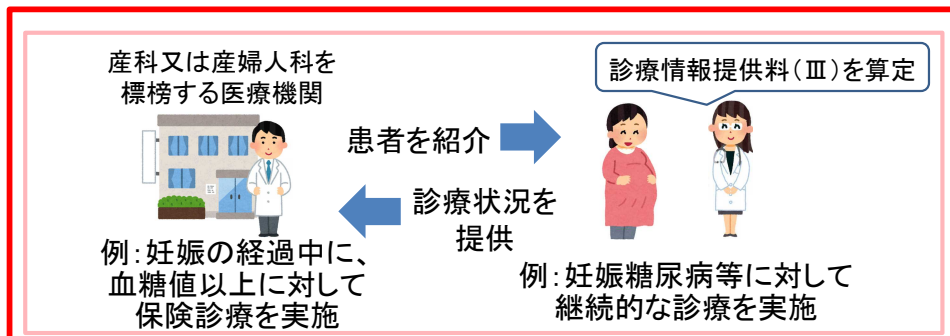 産科又は産婦人科を
標榜する医療機関
診療情報提供料(Ⅲ)を算定
患者を紹介
診療状況を
提供
例:妊娠の経過中に、
血糖値以上に対して
保険診療を実施
例:妊娠糖尿病等に対して
継続的な診療を実施